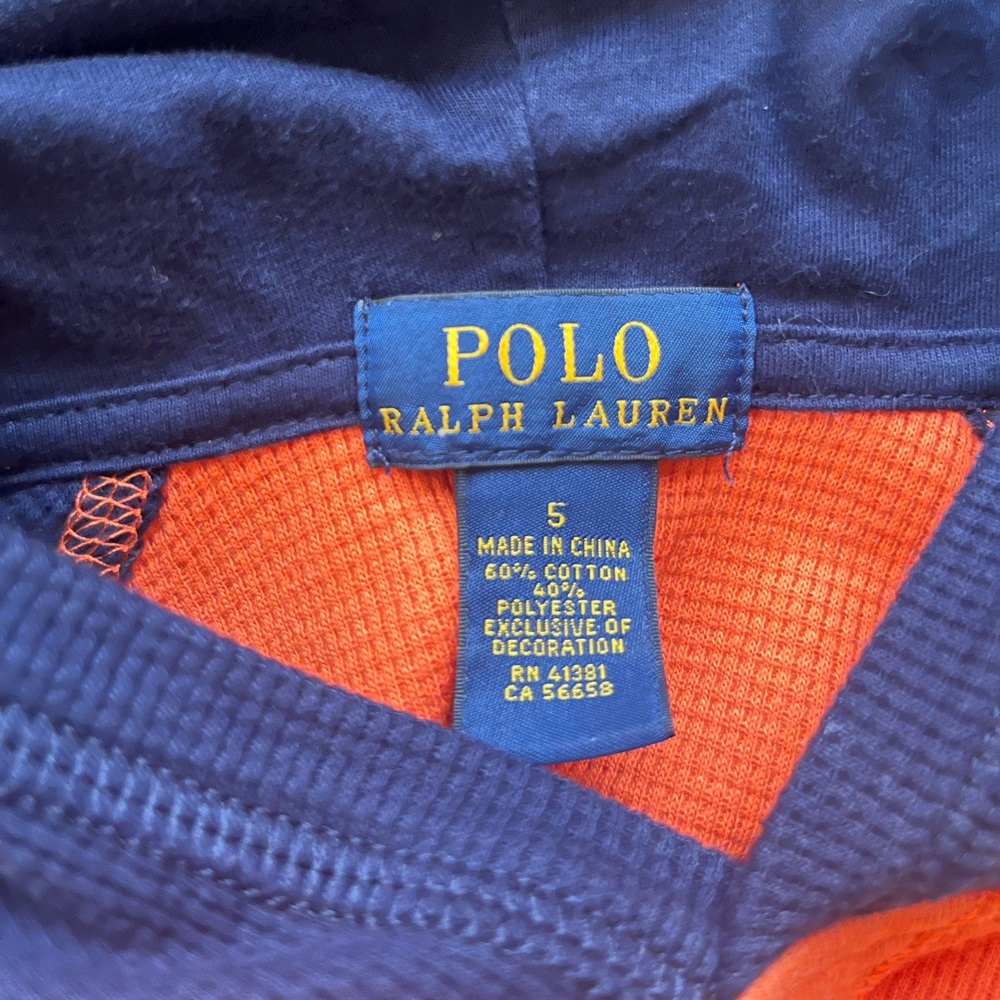 POLO
RALPH LAUREN
5
MADE IN CHINA
60% COTTON
40%
POLYESTER
EXCLUSIVE OF
DECORATION
RN 41381
CA 56658